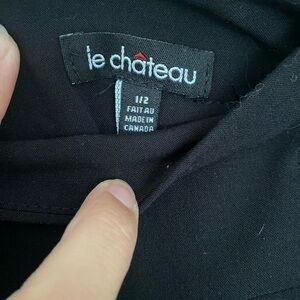 le château
1/2
FAIT AU
MADE IN
CANADA